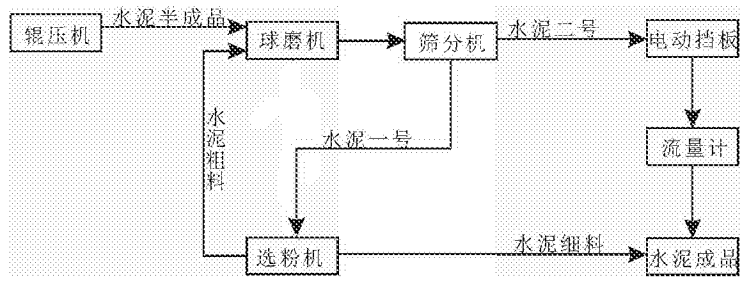 水泥半成品
水泥二号
辊压机
球磨机
筛分机
电动挡板
水泥粗料
水泥一号
流量计
选粉机
水泥细料
水泥成品